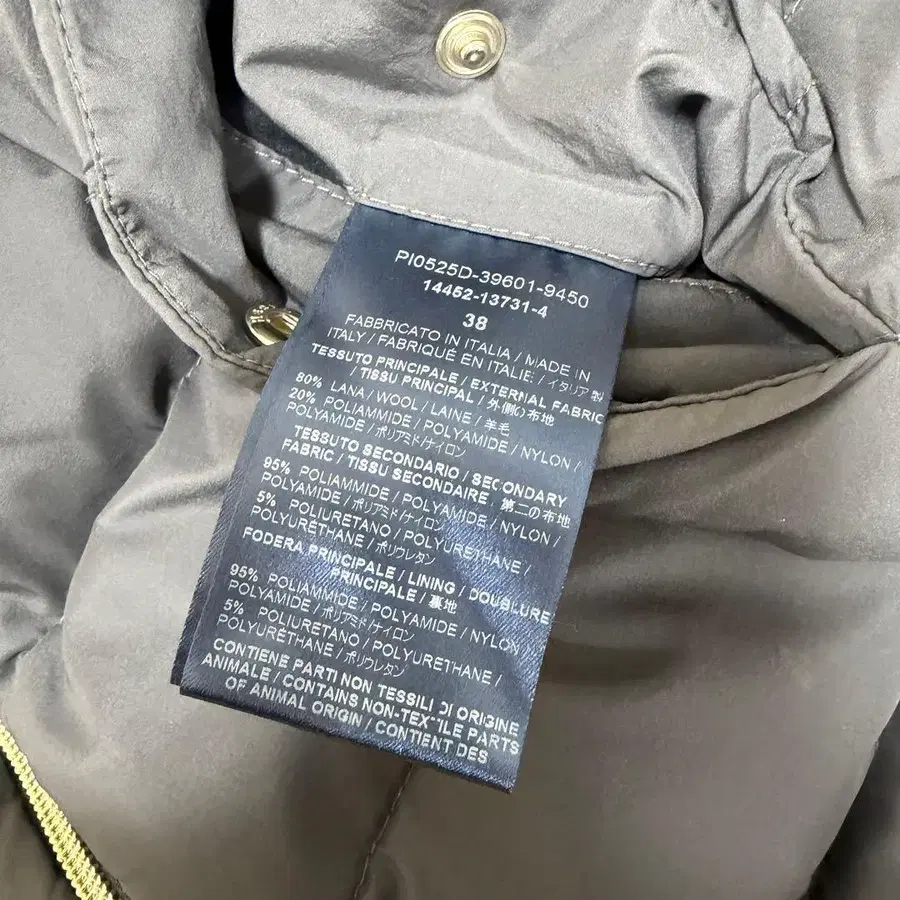 PI0525D-39601-9450
14452-13731-4
38
FABBRICATO IN ITALIA / MADE IN
ITALY / FABRIQUÉ EN ITALIE / イタリア製
TESSUTO PRINCIPALE / EXTERNAL FABRIC
/ TISSU PRINCIPAL / 外側の布地
80% LANA / WOOL / LAINE / 羊毛
20% POLIAMMIDE / POLYAMIDE / NYLON /
POLYAMIDE / ポリアミド/ナイロン
TESSUTO SECONDARIO / SECONDARY
FABRIC / TISSU SECONDAIRE / 第二の布地
95% POLIAMMIDE / POLYAMIDE / NYLON /
POLYAMIDE / ポリアミド/ナイロン
5% POLIURETANO / POLYURETHANE /
POLYURÉTHANE / ポリウレタン
FODERA PRINCIPALE / LINING / DOUBLURE
PRINCIPALE / 裏地
95% POLIAMMIDE / POLYAMIDE / NYLON
POLYAMIDE / ポリアミド/ナイロン
5% POLIURETANO / POLYURETHANE /
POLYURÉTHANE / ポリウレタン
CONTIENE PARTI NON TESSILI DI ORIGINE
ANIMALE / CONTAINS NON-TEXTILE PARTS
OF ANIMAL ORIGIN / CONTIENT DES